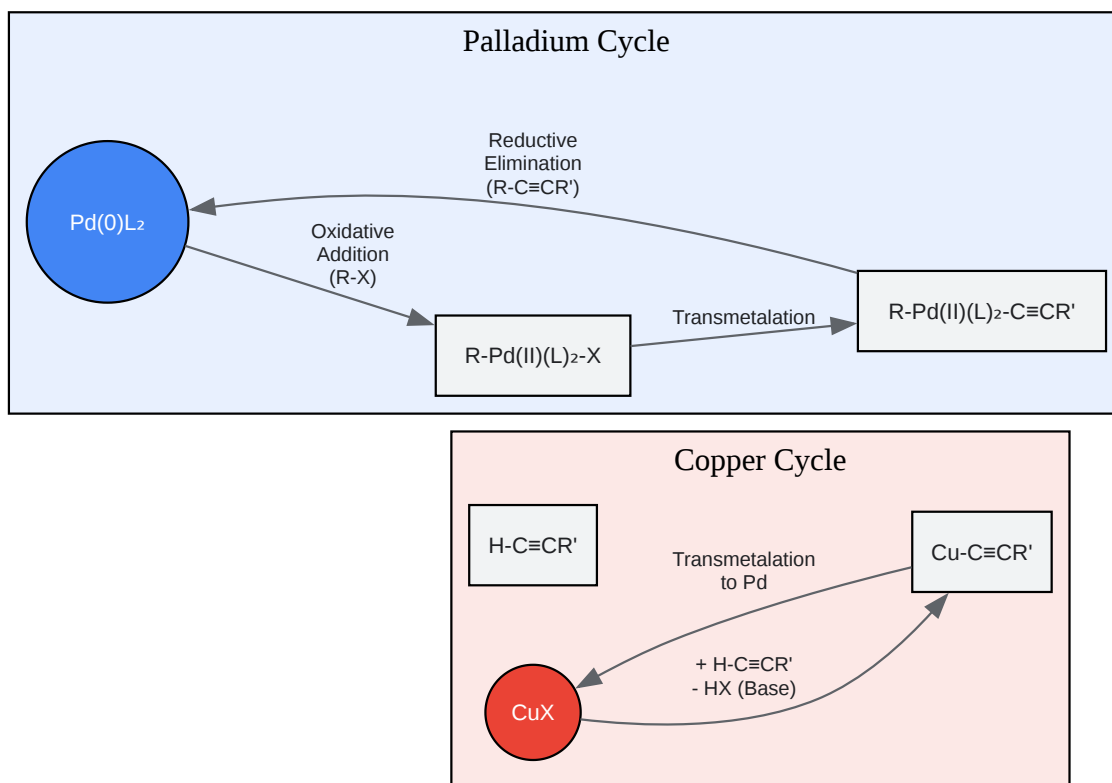 Palladium Cycle
Reductive
Elimination
(R-C≡CR')
Pd(0)L₂
Oxidative
Addition
(R-X)
Transmetalation
R-Pd(II)(L)₂-C≡CR'
R-Pd(II)(L)₂-X
Copper Cycle
H-C≡CR'
Transmetalation
to Pd
Cu-C≡CR'
+ H-C≡CR'
- HX (Base)
CuX